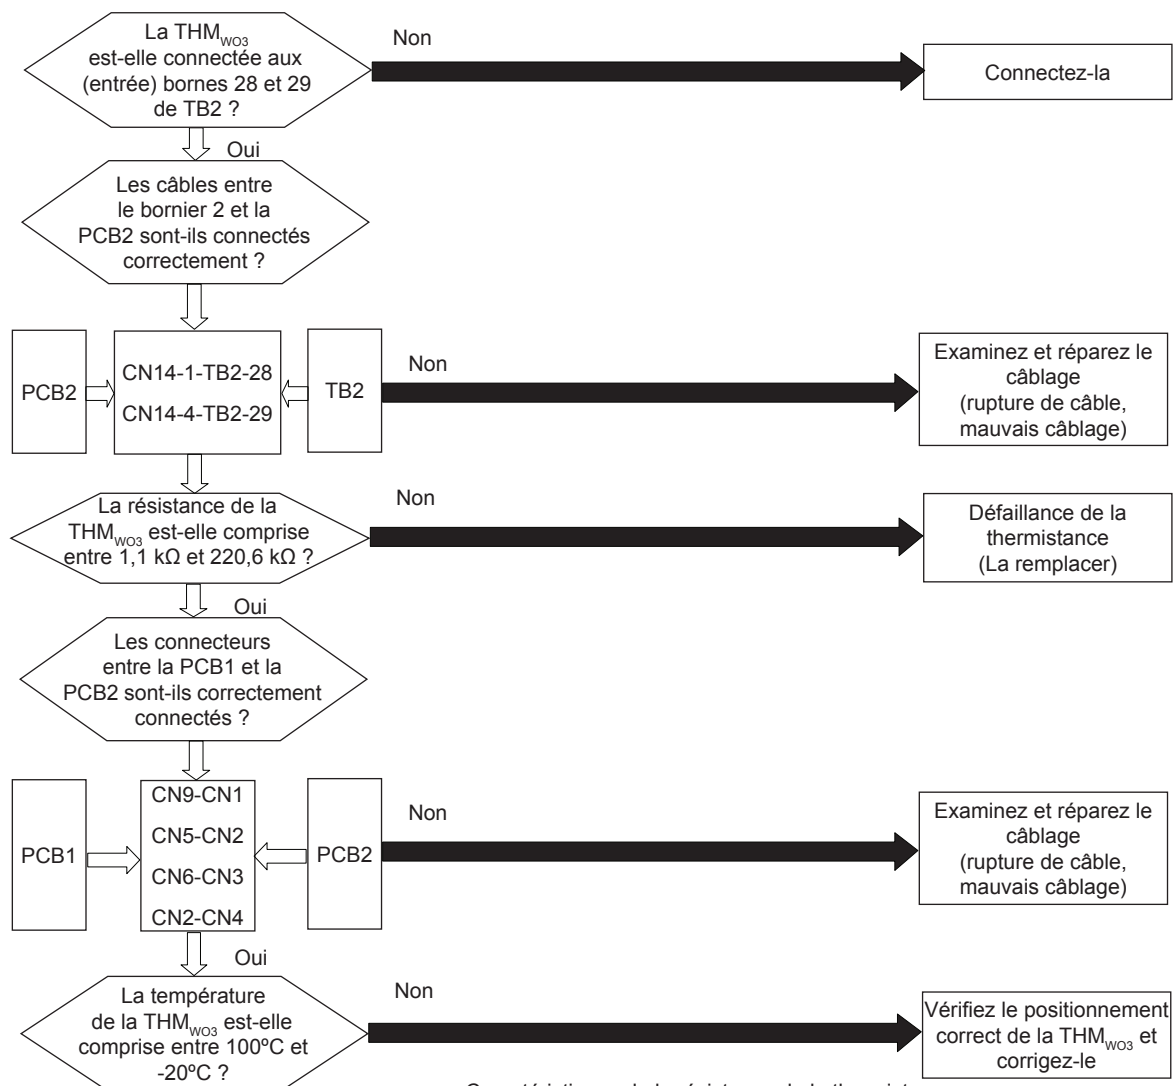 La THMWO3
est-elle connectée aux
(entrée) bornes 28 et 29
de TB2 ?
Non
Connectez-la
Oui
Les câbles entre
le bornier 2 et la
PCB2 sont-ils connectés
correctement ?
PCB2
CN14-1-TB2-28
CN14-4-TB2-29
TB2
Non
Examinez et réparez le
câblage
(rupture de câble,
mauvais câblage)
La résistance de la
THMWO3 est-elle comprise
entre 1,1 kΩ et 220,6 kΩ ?
Non
Défaillance de la
thermistance
(La remplacer)
Oui
Les connecteurs
entre la PCB1 et la
PCB2 sont-ils correctement
connectés ?
PCB1
CN9-CN1
CN5-CN2
CN6-CN3
CN2-CN4
PCB2
Non
Examinez et réparez le
câblage
(rupture de câble,
mauvais câblage)
Oui
La température
de la THMWO3 est-elle
comprise entre 100ºC et
-20ºC ?
Non
Vérifiez le positionnement
correct de la THMWO3 et
corrigez-le